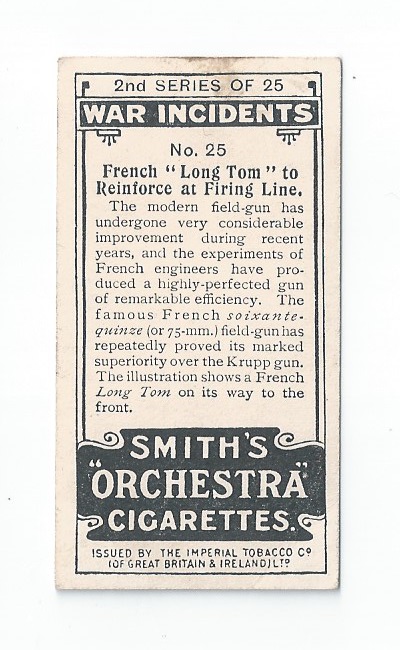 2nd SERIES OF 25
WAR INCIDENTS
No. 25
French "Long Tom" to
Reinforce at Firing Line.
The modern field-gun has
undergone very considerable
improvement during recent
years, and the experiments of
French engineers have pro-
duced a highly-perfected gun
of remarkable efficiency. The
famous French soixante-
quinze (or 75-mm.) field-gun has
repeatedly proved its marked
superiority over the Krupp gun.
The illustration shows a French
Long Tom on its way to the
front.
SMITH'S
"ORCHESTRA"
CIGARETTES.
ISSUED BY THE IMPERIAL TOBACCO Co
(OF GREAT BRITAIN & IRELAND) LTD